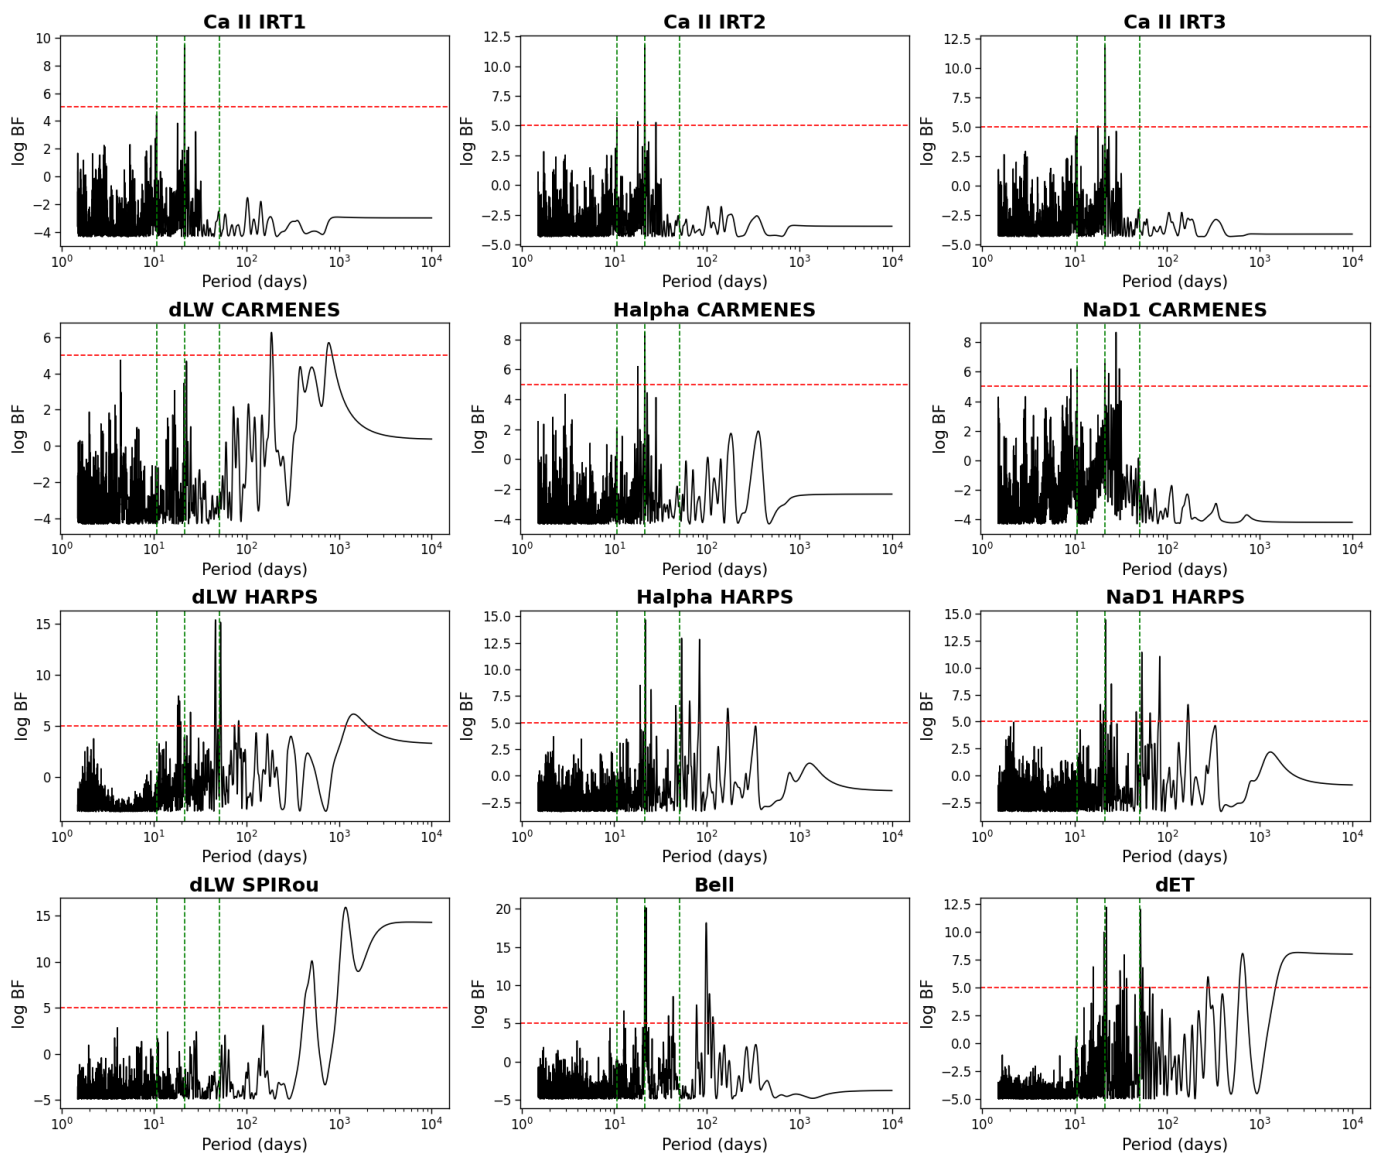 Ca II IRT1
Ca II IRT2
Ca II IRT3
log BF
10
8
6
4
2
0
−2
−4
10⁰ 10¹ 10² 10³ 10⁴
Period (days)
log BF
12.5
10.0
7.5
5.0
2.5
0.0
−2.5
−5.0
10⁰ 10¹ 10² 10³ 10⁴
Period (days)
log BF
12.5
10.0
7.5
5.0
2.5
0.0
−2.5
−5.0
10⁰ 10¹ 10² 10³ 10⁴
Period (days)
dLW CARMENES
Halpha CARMENES
NaD1 CARMENES
log BF
6
4
2
0
−2
−4
10⁰ 10¹ 10² 10³ 10⁴
Period (days)
log BF
8
6
4
2
0
−2
−4
10⁰ 10¹ 10² 10³ 10⁴
Period (days)
log BF
8
6
4
2
0
−2
−4
10⁰ 10¹ 10² 10³ 10⁴
Period (days)
dLW HARPS
Halpha HARPS
NaD1 HARPS
log BF
15
10
5
0
10⁰ 10¹ 10² 10³ 10⁴
Period (days)
log BF
15.0
12.5
10.0
7.5
5.0
2.5
0.0
−2.5
10⁰ 10¹ 10² 10³ 10⁴
Period (days)
log BF
15.0
12.5
10.0
7.5
5.0
2.5
0.0
−2.5
10⁰ 10¹ 10² 10³ 10⁴
Period (days)
dLW SPIRou
Bell
dET
log BF
15
10
5
0
−5
10⁰ 10¹ 10² 10³ 10⁴
Period (days)
log BF
20
15
10
5
0
−5
10⁰ 10¹ 10² 10³ 10⁴
Period (days)
log BF
12.5
10.0
7.5
5.0
2.5
0.0
−2.5
−5.0
10⁰ 10¹ 10² 10³ 10⁴
Period (days)